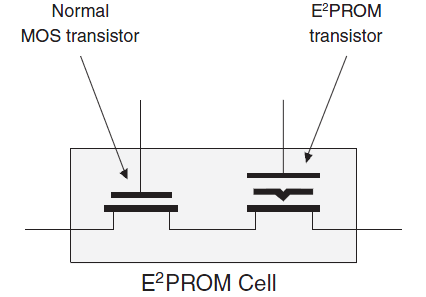 Normal
MOS transistor
E²PROM
transistor
E²PROM Cell